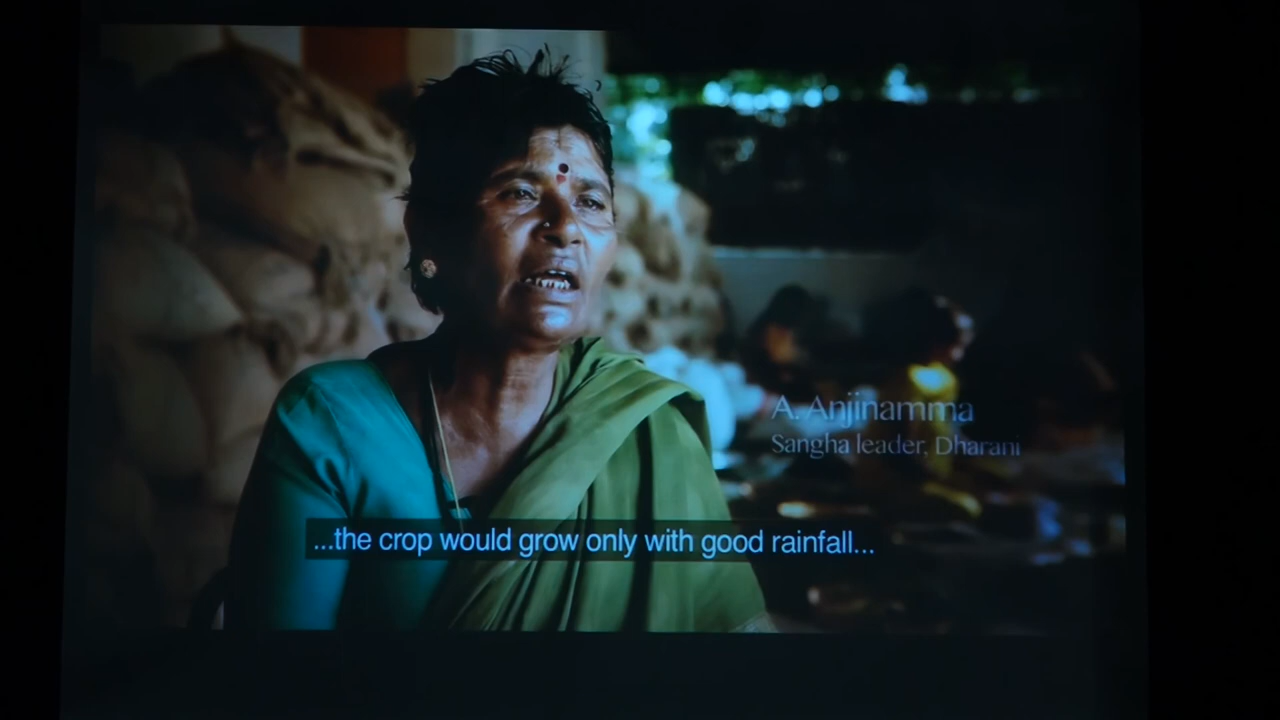 A. Anjinamma
Sangha leader, Dharani
...the crop would grow only with good rainfall...